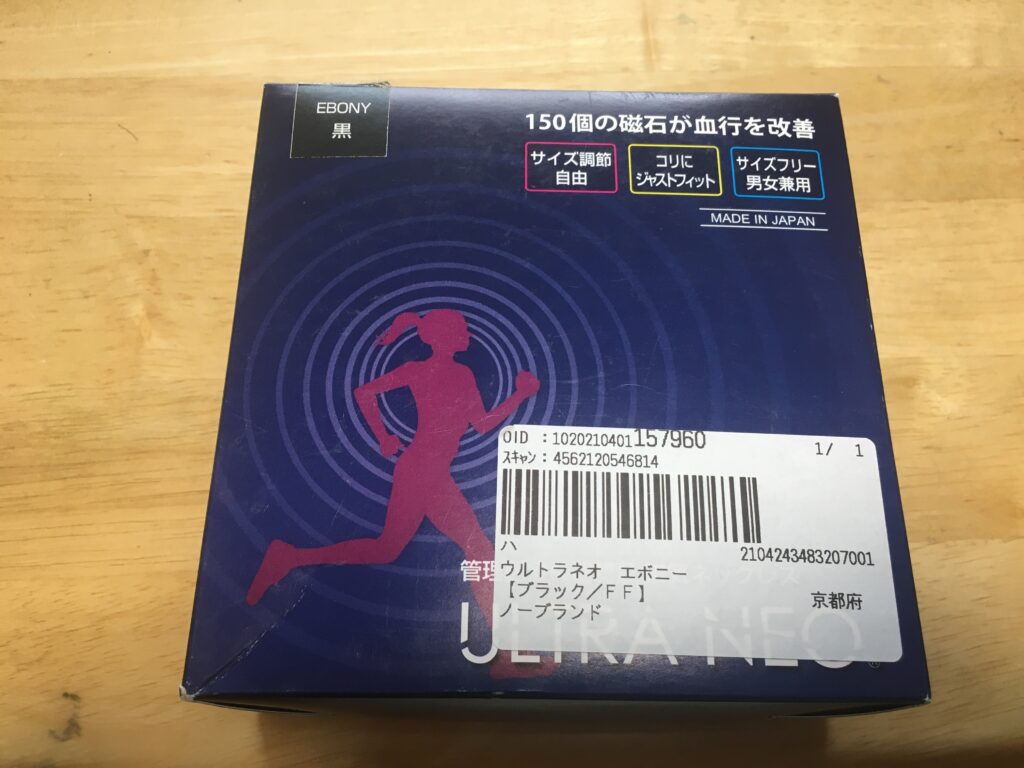 EBONY
黒
150個の磁石が血行を改善
サイズ調節
自由
コリに
ジャストフィット
サイズフリー
男女兼用
MADE IN JAPAN
OID :1020210401157960 1/ 1
ｽｷｬﾝ:4562120546814
2104243483207001
ハ
ウルトラネオ エボニー
【ブラック／ＦＦ】
ノーブランド
京都府
管理
ULTRA NEO®